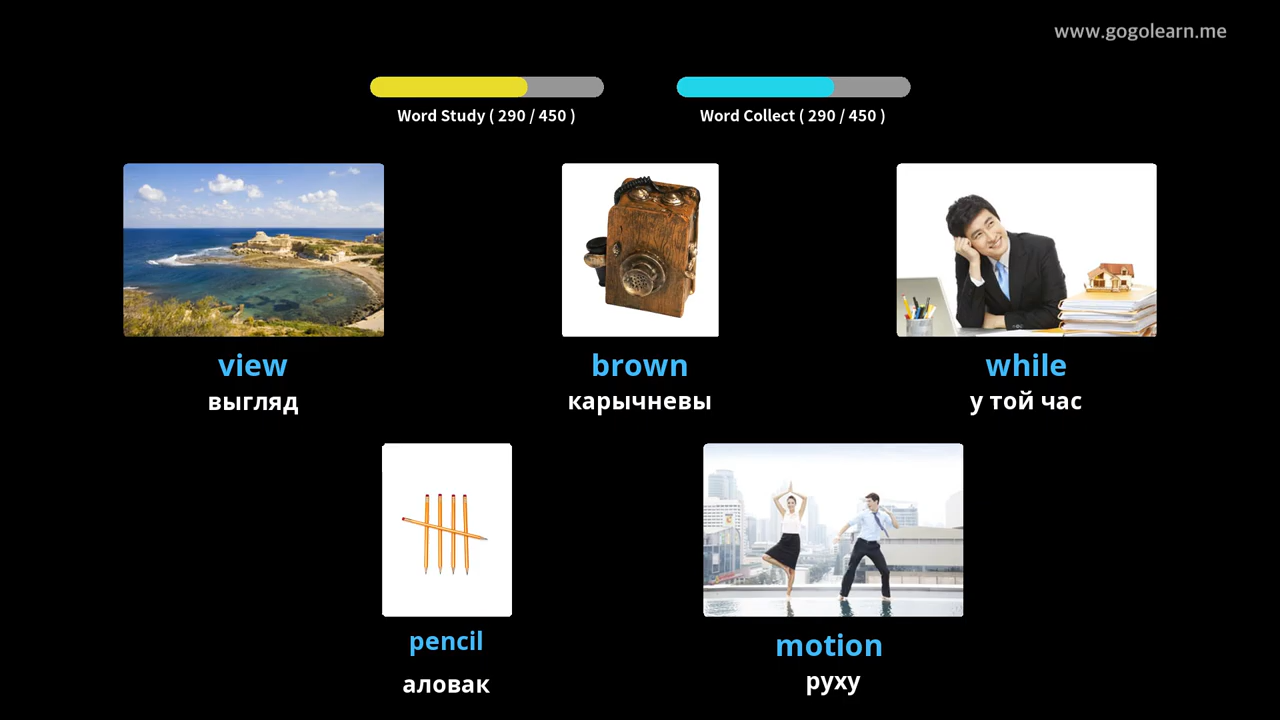 www.gogolearn.me
Word Study ( 290 / 450 )
Word Collect ( 290 / 450 )
view
выгляд
brown
карычневы
while
у той час
pencil
аловак
motion
руху